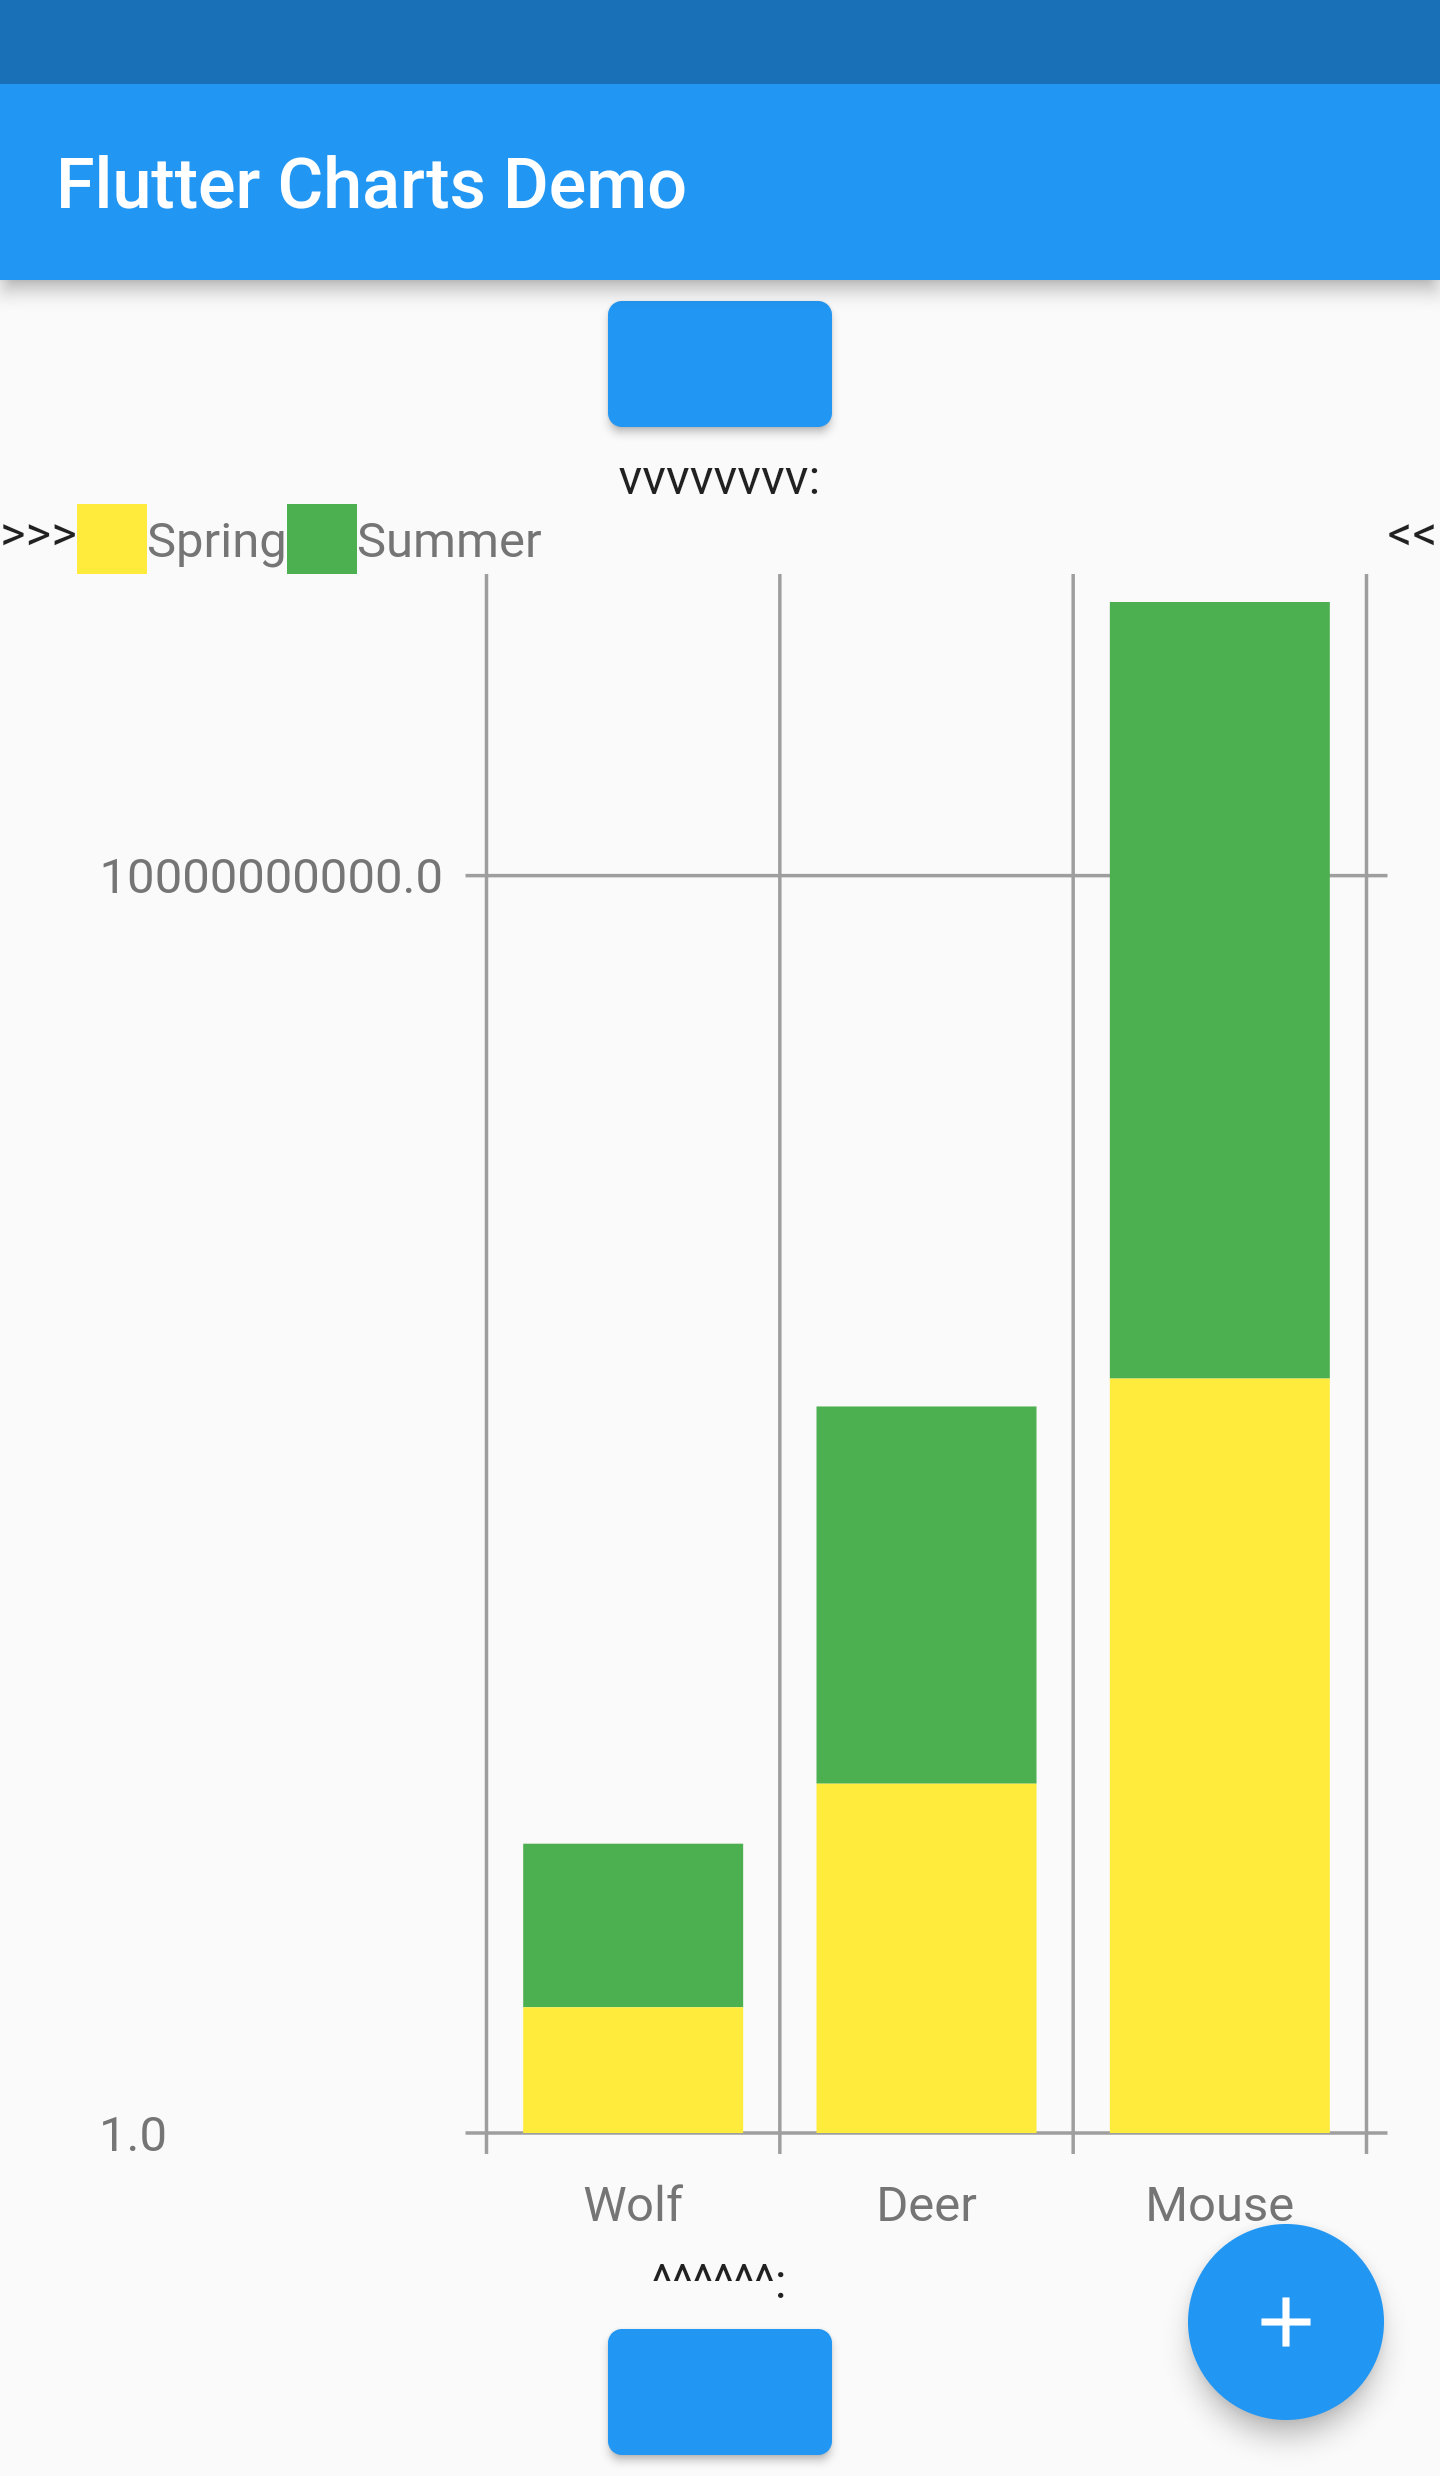 Flutter Charts Demo
vvvvvvvv:
>>> Spring Summer <<
10000000000.0
1.0
Wolf Deer Mouse
^^^^^^:
+